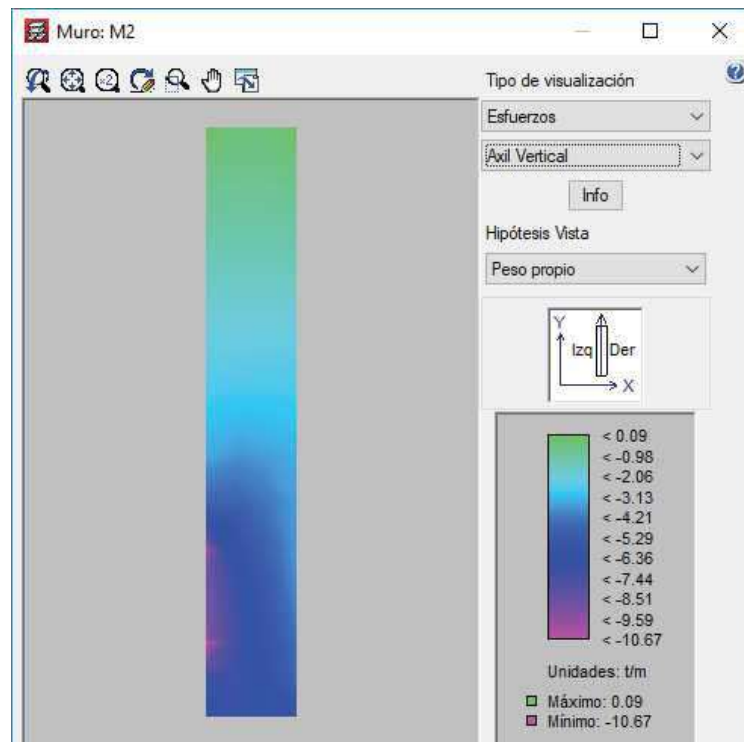 Muro: M2
Tipo de visualización
Esfuerzos
Axil Vertical
Info
Hipótesis Vista
Peso propio
Y
Izq Der
X
< 0.09
< -0.98
< -2.06
< -3.13
< -4.21
< -5.29
< -6.36
< -7.44
< -8.51
< -9.59
< -10.67
Unidades: t/m
Máximo: 0.09
Mínimo: -10.67